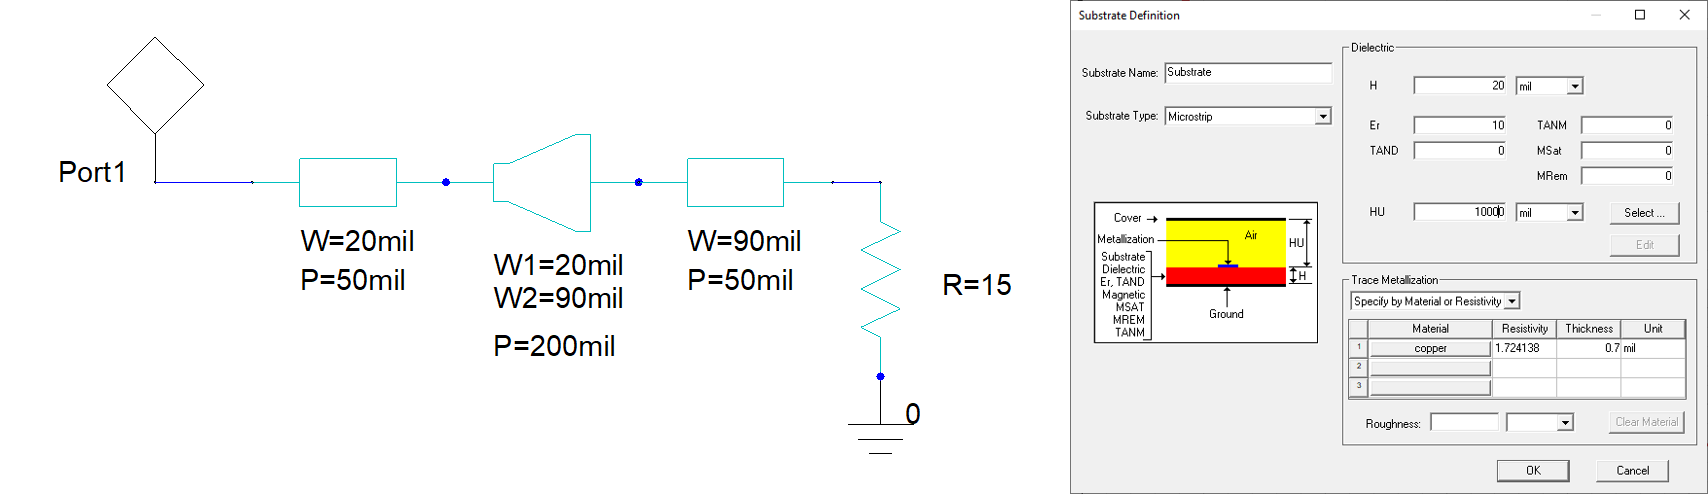 Port1
W=20mil
P=50mil
W1=20mil
W2=90mil
P=200mil
W=90mil
P=50mil
R=15
0
Substrate Definition
Substrate Name: Substrate
Substrate Type: Microstrip
Cover
Metallization
Substrate
Dielectric
Er, TAND
Magnetic
MSAT
MREM
TANM
Air
HU
H
Ground
Dielectric
H 20 mil
Er 10 TANM 0
TAND 0 MSat 0
MRem 0
HU 10000 mil Select ...
Edit
Trace Metallization
Specify by Material or Resistivity
Material Resistivity Thickness Unit
1 copper 1.724138 0.7 mil
2
3
Roughness: Clear Material
OK Cancel